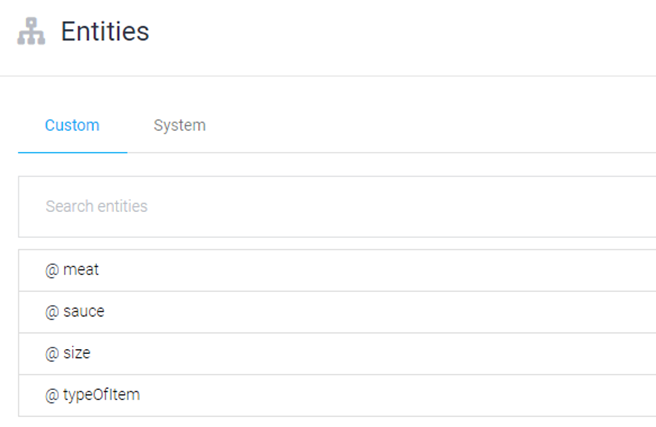 Entities
Custom System
Search entities
@ meat
@ sauce
@ size
@ typeOfItem